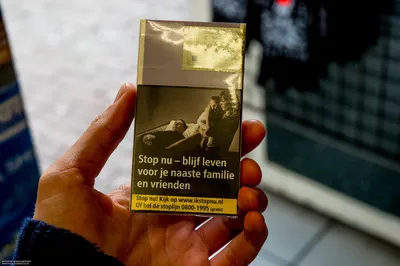 Stop nu – blijf leven
voor je naaste familie
en vrienden
Stop nu! Kijk op www.ikstopnu.nl
Of bel de stoplijn 0800-1995 (gratis)